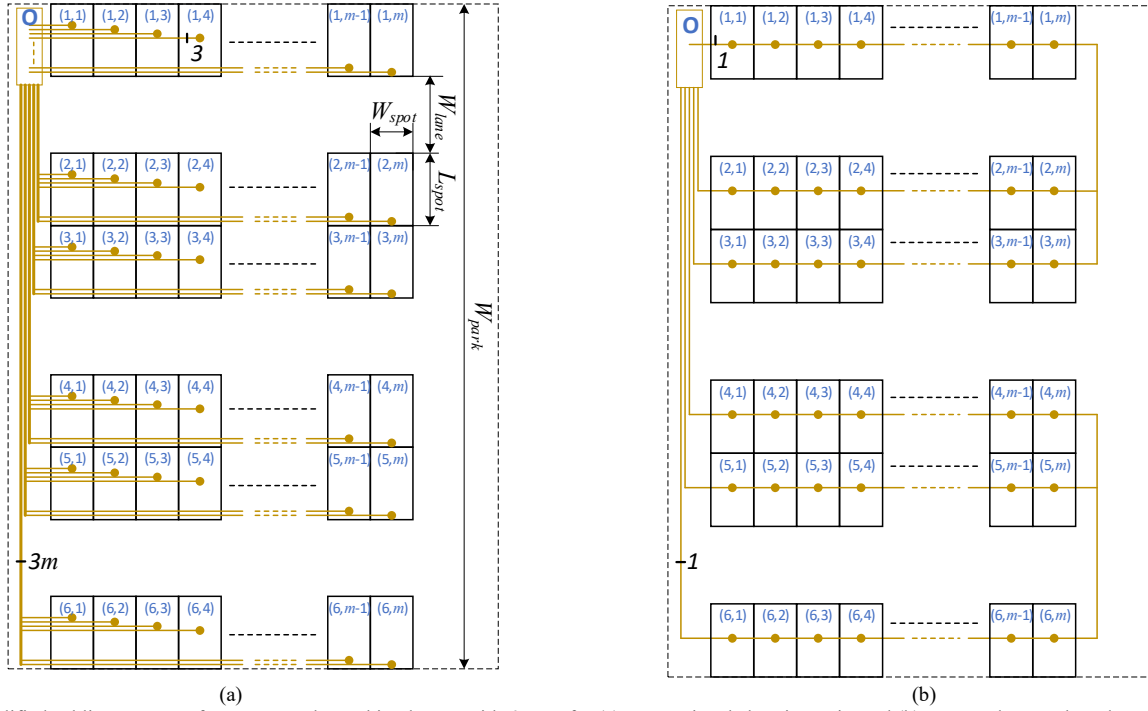 O (1,1) (1,2) (1,3) (1,4) (1,m-1) (1,m)
3
W_spot
W_lane
(2,1) (2,2) (2,3) (2,4) (2,m-1) (2,m)
L_spot
(3,1) (3,2) (3,3) (3,4) (3,m-1) (3,m)
W_park
(4,1) (4,2) (4,3) (4,4) (4,m-1) (4,m)
(5,1) (5,2) (5,3) (5,4) (5,m-1) (5,m)
3m
(6,1) (6,2) (6,3) (6,4) (6,m-1) (6,m)
(a)
O (1,1) (1,2) (1,3) (1,4) (1,m-1) (1,m)
1
(2,1) (2,2) (2,3) (2,4) (2,m-1) (2,m)
(3,1) (3,2) (3,3) (3,4) (3,m-1) (3,m)
(4,1) (4,2) (4,3) (4,4) (4,m-1) (4,m)
(5,1) (5,2) (5,3) (5,4) (5,m-1) (5,m)
1
(6,1) (6,2) (6,3) (6,4) (6,m-1) (6,m)
(b)